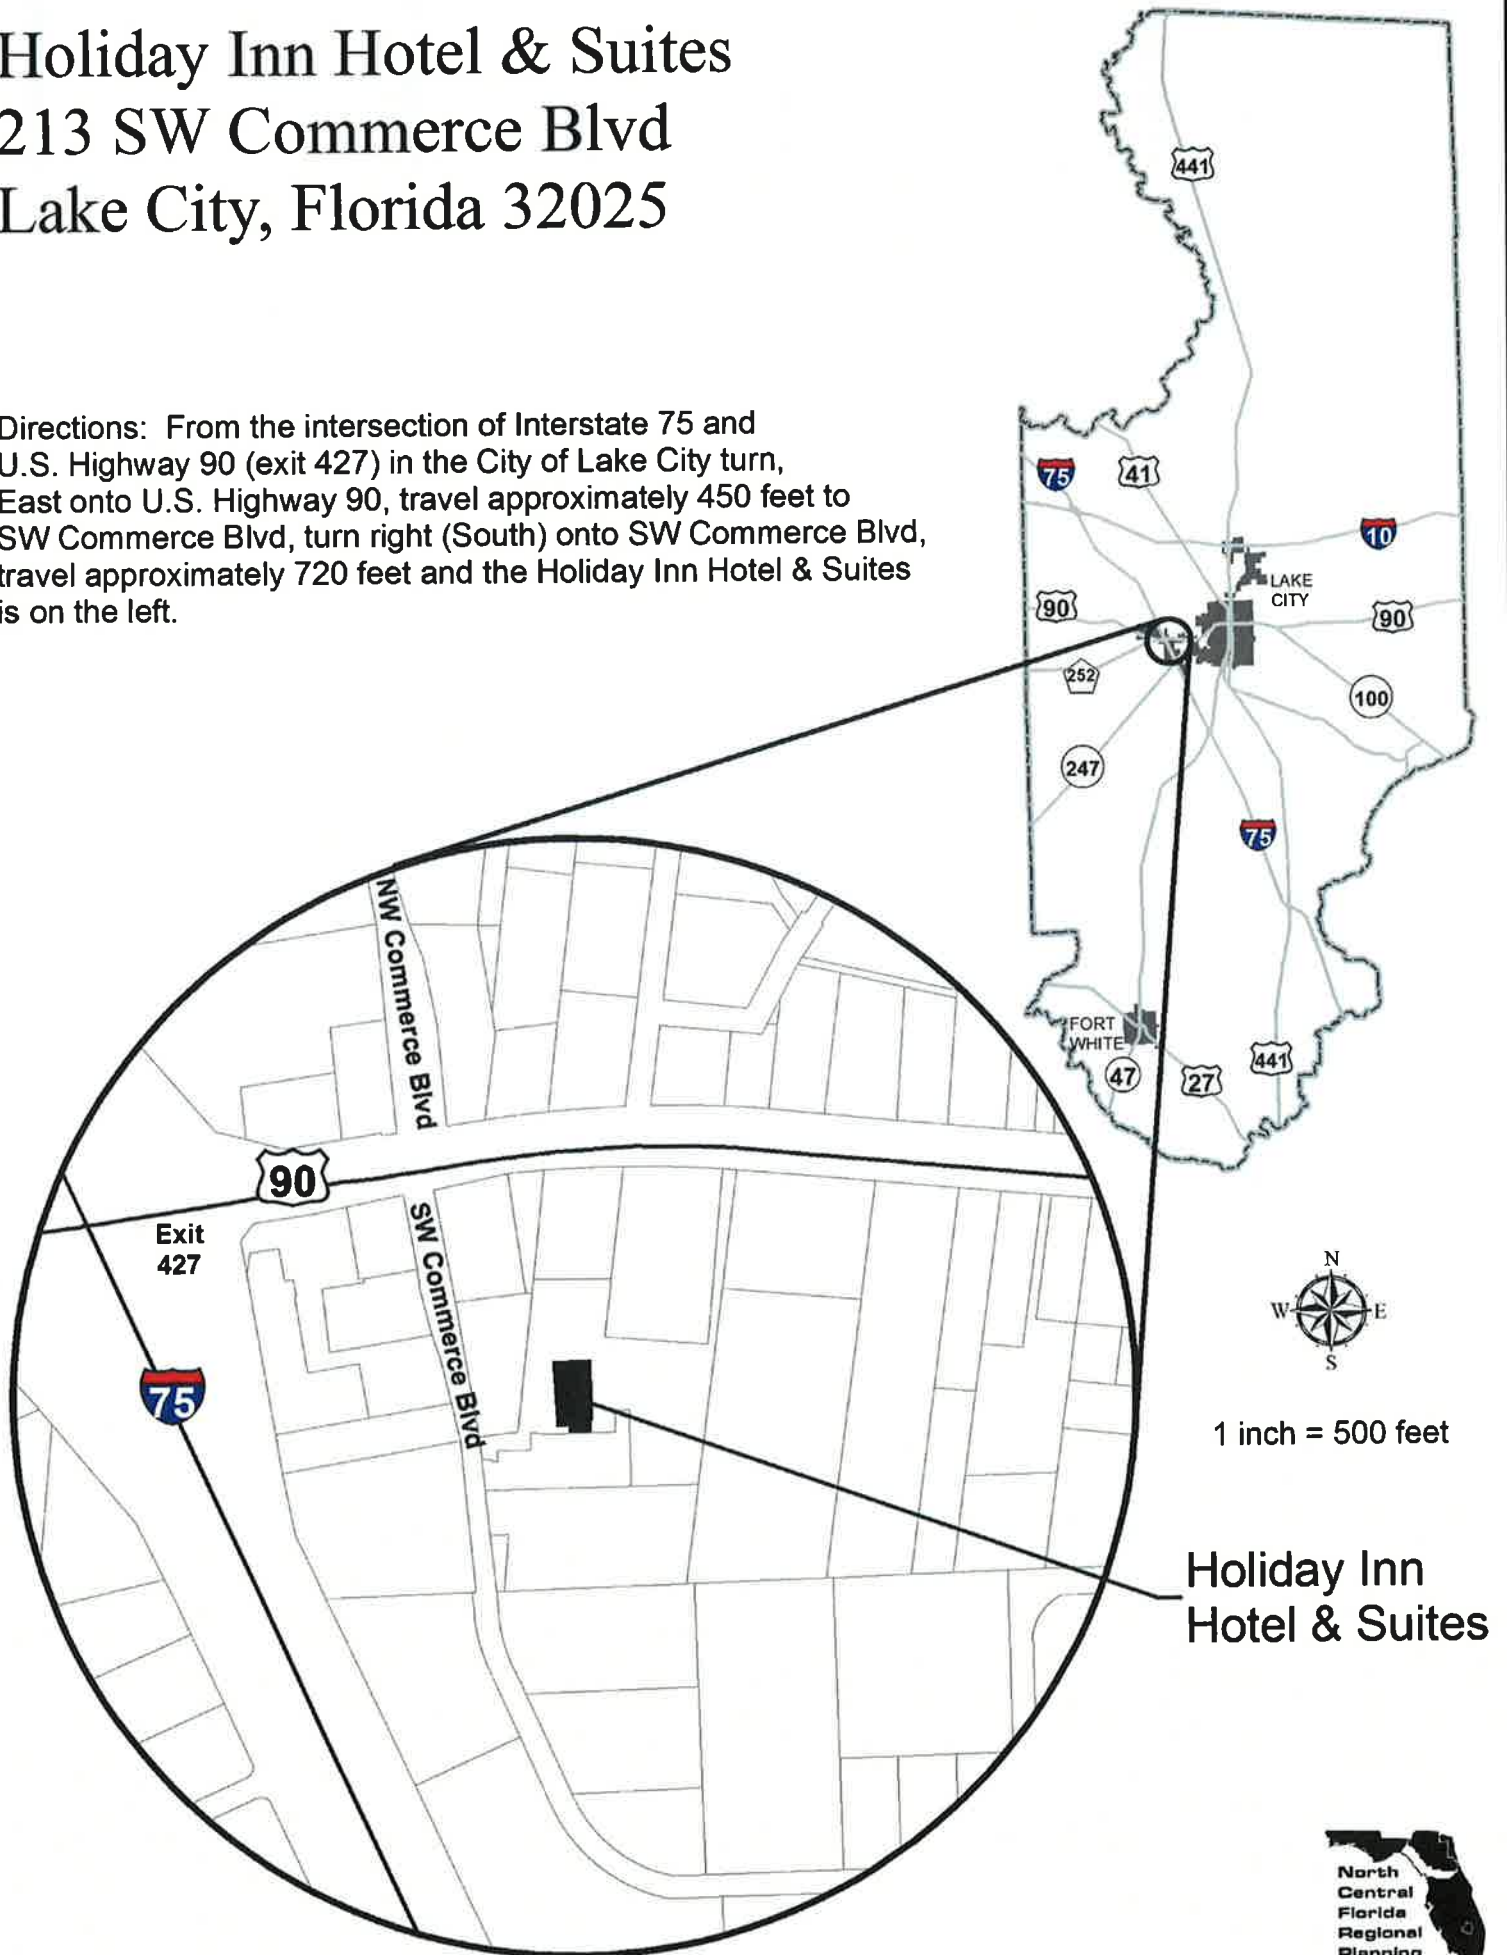 Holiday Inn Hotel & Suites
213 SW Commerce Blvd
Lake City, Florida 32025
Directions: From the intersection of Interstate 75 and
U.S. Highway 90 (exit 427) in the City of Lake City turn,
East onto U.S. Highway 90, travel approximately 450 feet to
SW Commerce Blvd, turn right (South) onto SW Commerce Blvd,
travel approximately 720 feet and the Holiday Inn Hotel & Suites
is on the left.
441
75
41
10
LAKE
CITY
90
90
252
100
247
75
FORT
WHITE
47
27
441
NW Commerce Blvd
90
Exit
427
SW Commerce Blvd
75
N
W
E
S
1 inch = 500 feet
Holiday Inn
Hotel & Suites
North
Central
Florida
Regional
Planning